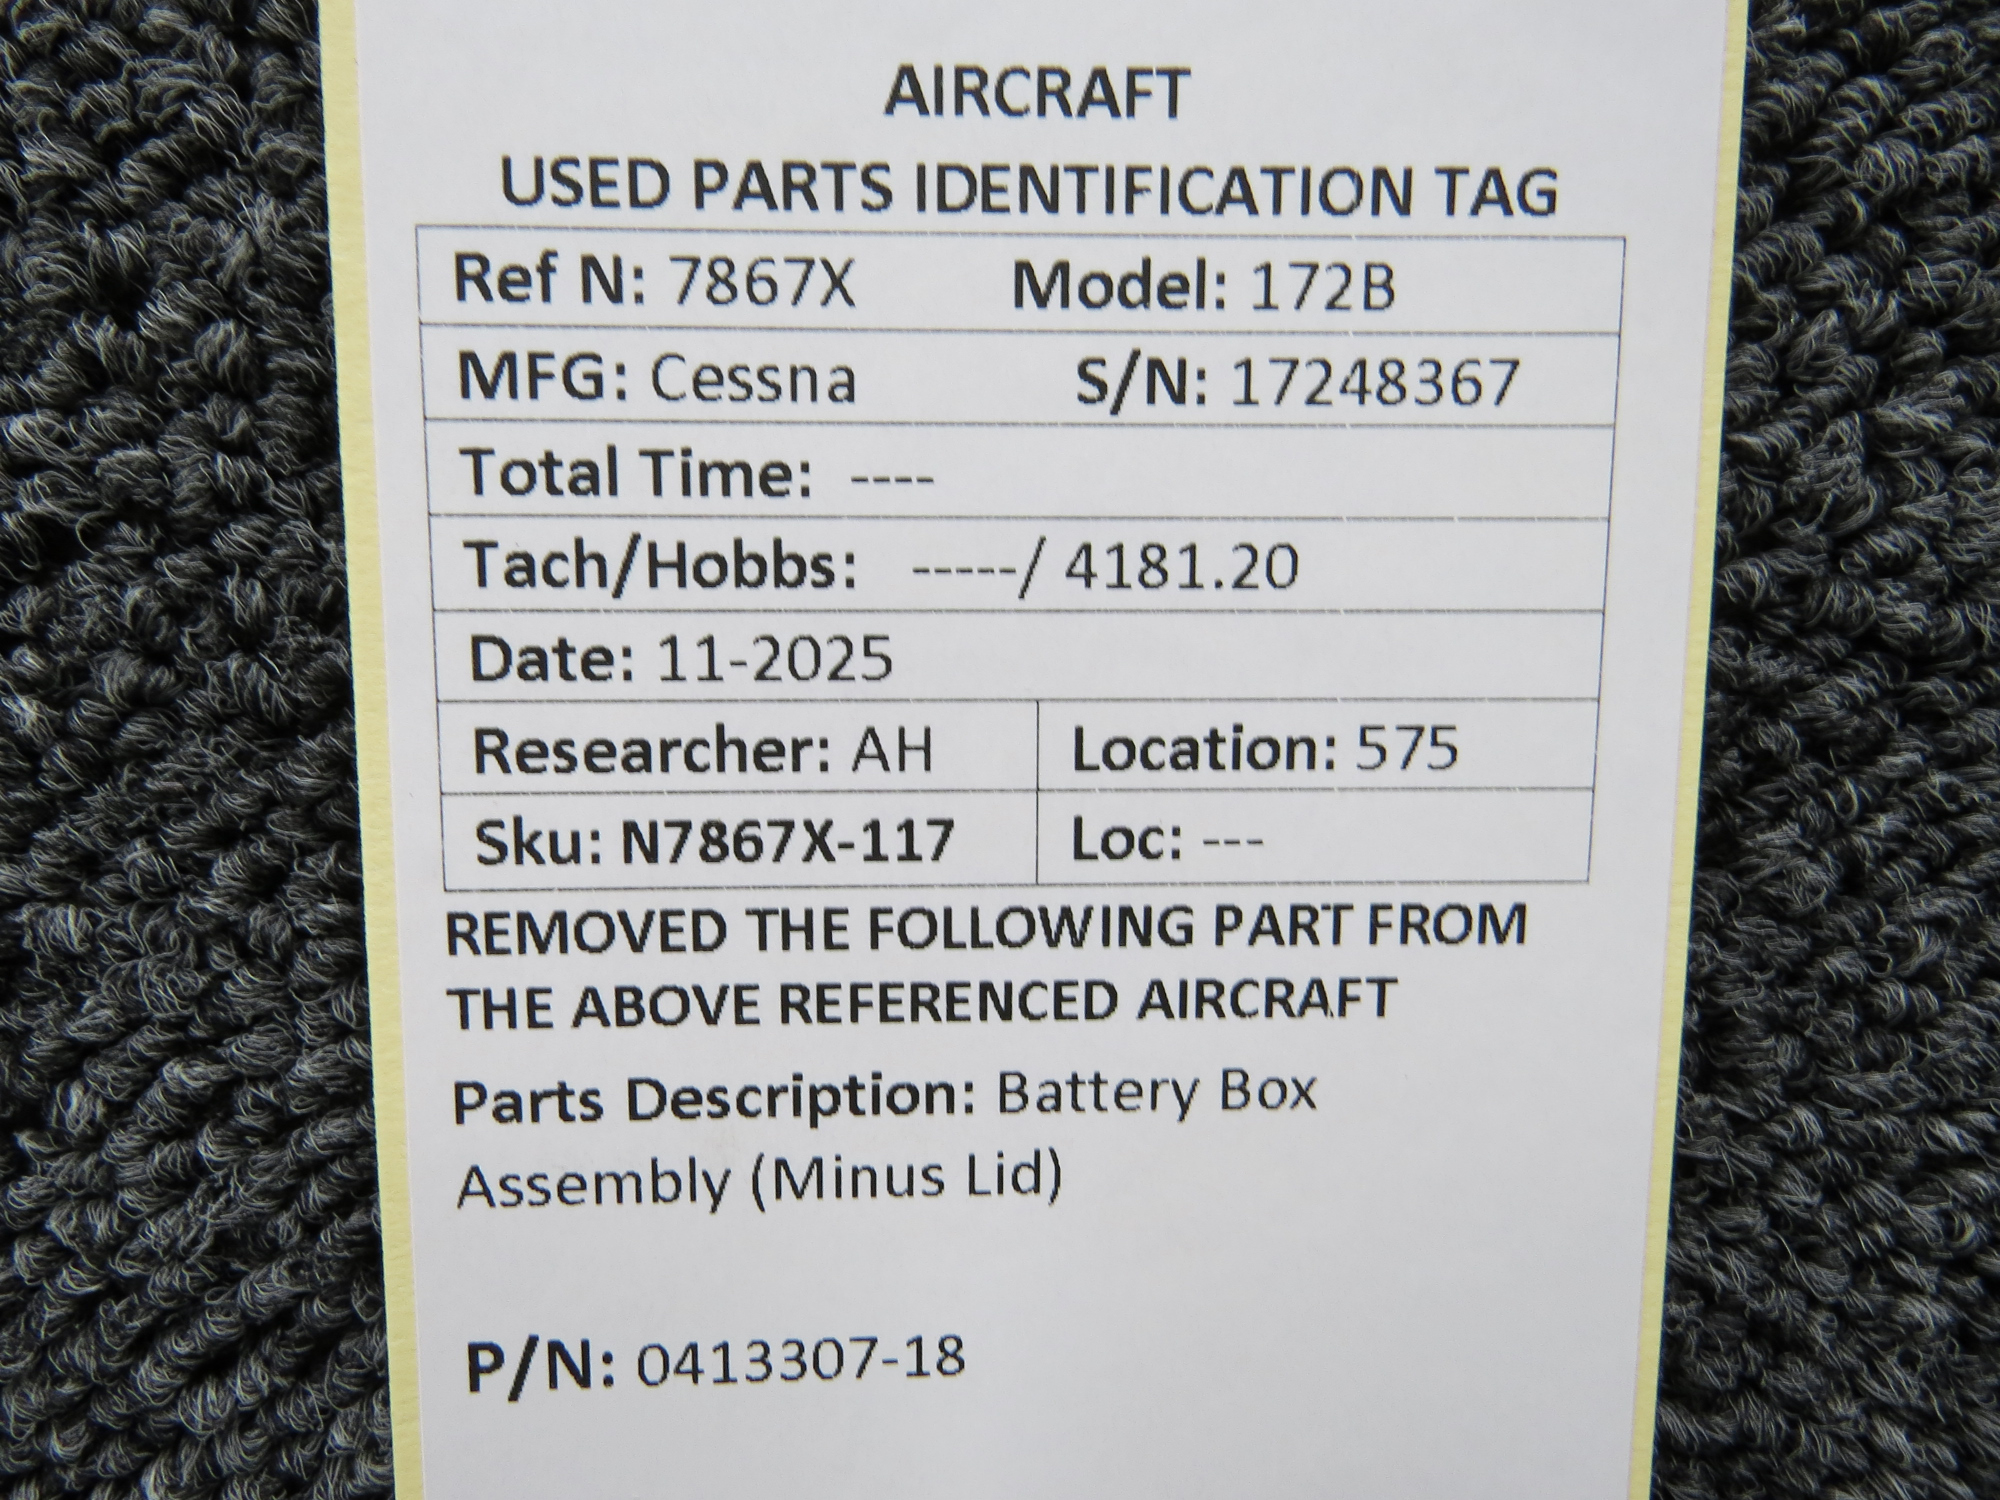 AIRCRAFT
USED PARTS IDENTIFICATION TAG
Ref N: 7867X Model: 172B
MFG: Cessna S/N: 17248367
Total Time: ----
Tach/Hobbs: -----/ 4181.20
Date: 11-2025
Researcher: AH Location: 575
Sku: N7867X-117 Loc: ---
REMOVED THE FOLLOWING PART FROM
THE ABOVE REFERENCED AIRCRAFT
Parts Description: Battery Box
Assembly (Minus Lid)
P/N: 0413307-18